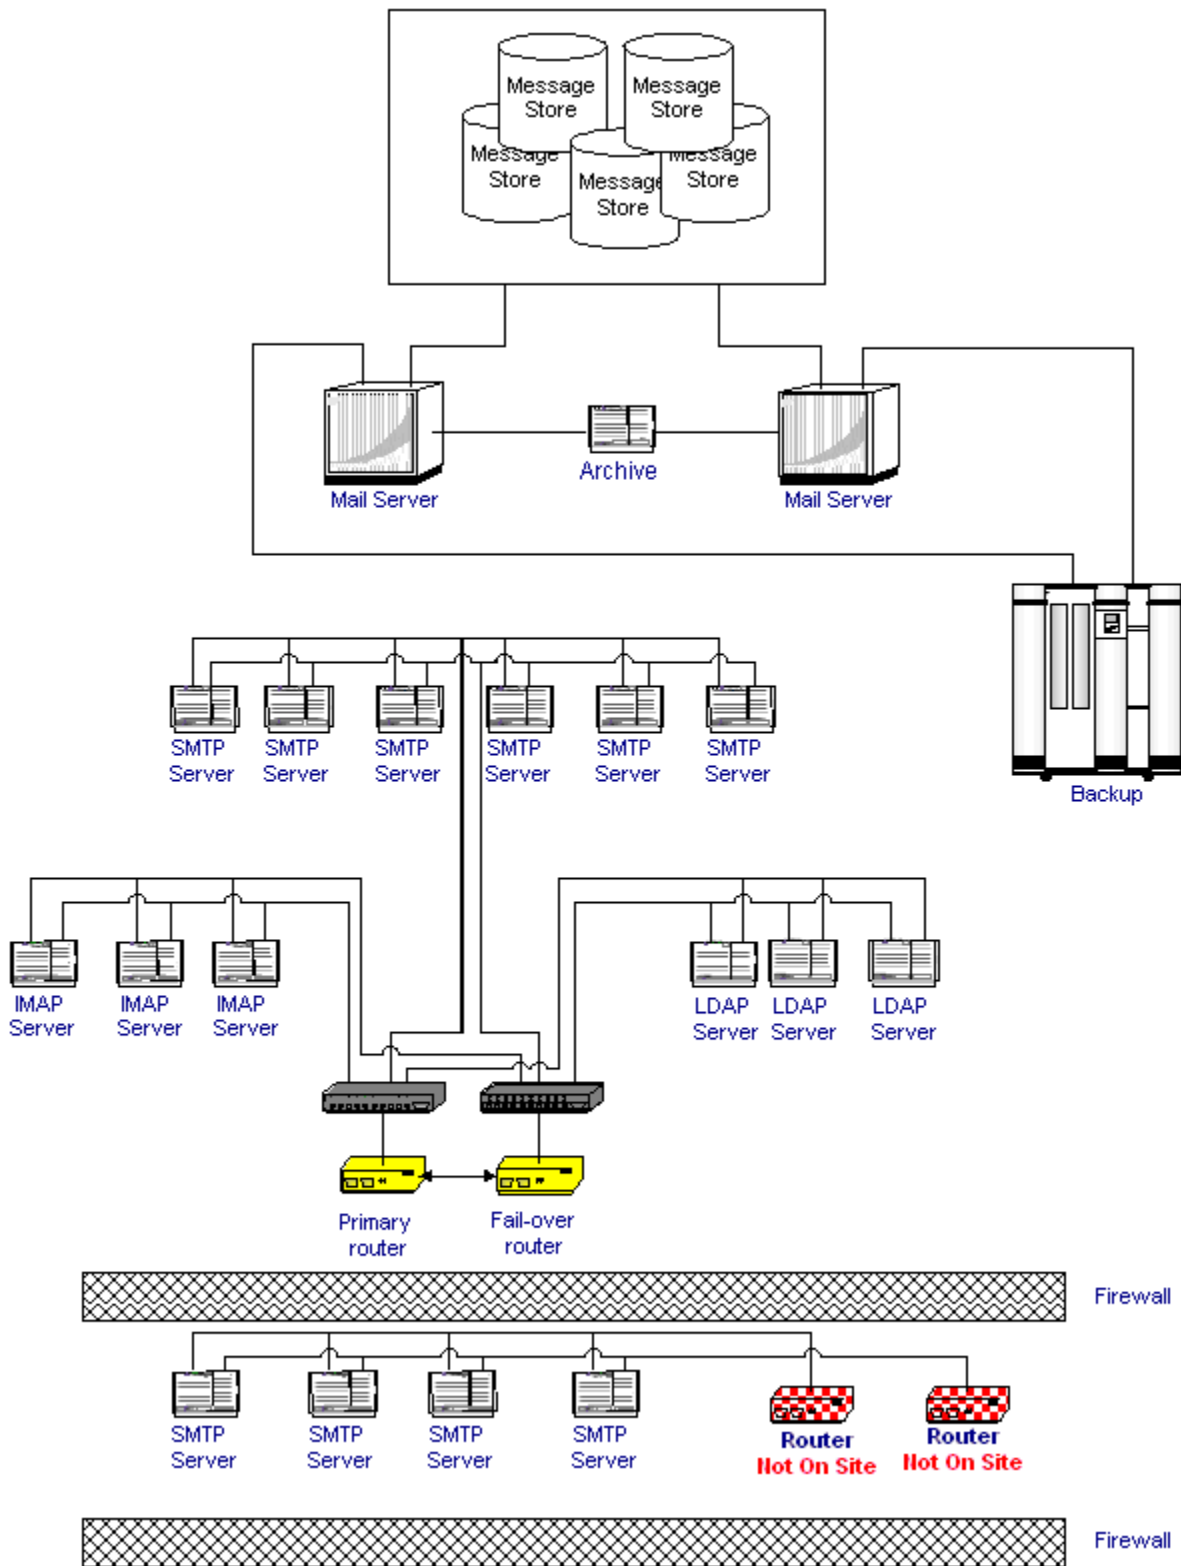 Message
Store
Message
Store
Message
Store
Message
Store
Message
Store
Mail Server
Archive
Mail Server
SMTP
Server
SMTP
Server
SMTP
Server
SMTP
Server
SMTP
Server
SMTP
Server
Backup
IMAP
Server
IMAP
Server
IMAP
Server
LDAP
Server
LDAP
Server
LDAP
Server
Primary
router
Fail-over
router
Firewall
SMTP
Server
SMTP
Server
SMTP
Server
SMTP
Server
Router
Not On Site
Router
Not On Site
Firewall